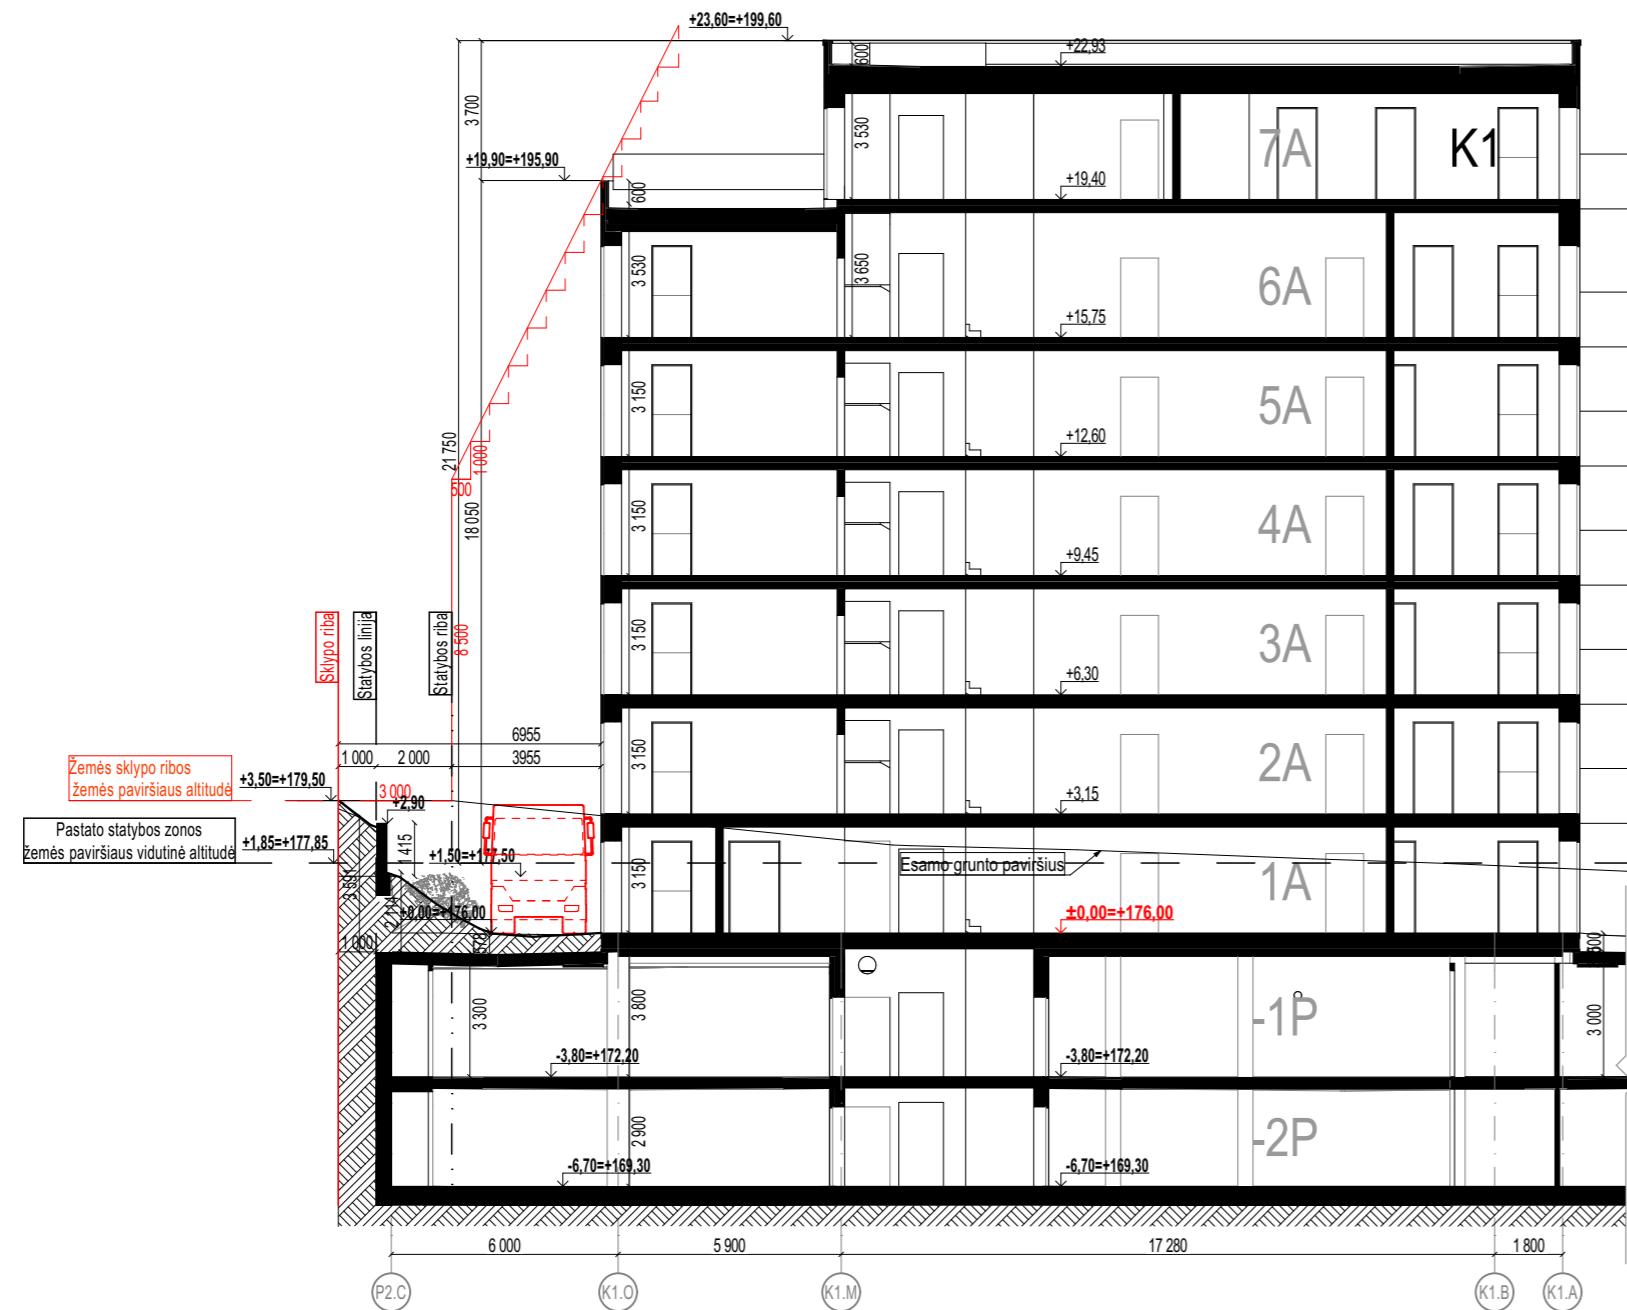 +23,60=+199,60
+22,93
600
3 700
3 530
7A
K1
+19,90=+195,90
+19,40
600
3 530
3 650
6A
+15,75
3 150
5A
+12,60
21 750
1 000
500
18 050
3 150
4A
+9,45
Sklypo riba
Statybos linija
Statybos riba
8 500
3 150
3A
+6,30
6955
1 000
2 000
3955
3 150
2A
Žemės sklypo ribos
žemės paviršiaus altitudė
+3,50=+179,50
3 000
+2,90
+3,15
Pastato statybos zonos
žemės paviršiaus vidutinė altitudė
+1,85=+177,85
1 415
+1,50=+177,50
3 150
Esamo grunto paviršius
1A
3 591
+0,00=+176,00
±0,00=+176,00
1 000
578
3 300
3 800
-1P
3 000
-3,80=+172,20
-3,80=+172,20
2 900
-2P
-6,70=+169,30
-6,70=+169,30
6 000
5 900
17 280
1 800
P2.C
K1.O
K1.M
K1.B
K1.A